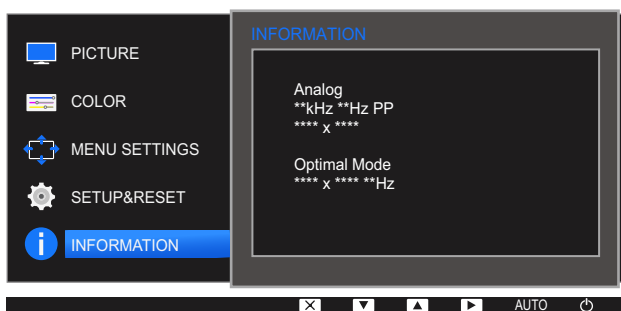 PICTURE
COLOR
MENU SETTINGS
SETUP&RESET
INFORMATION
INFORMATION
Analog
**kHz **Hz PP
**** x ****
Optimal Mode
**** x **** **Hz
AUTO